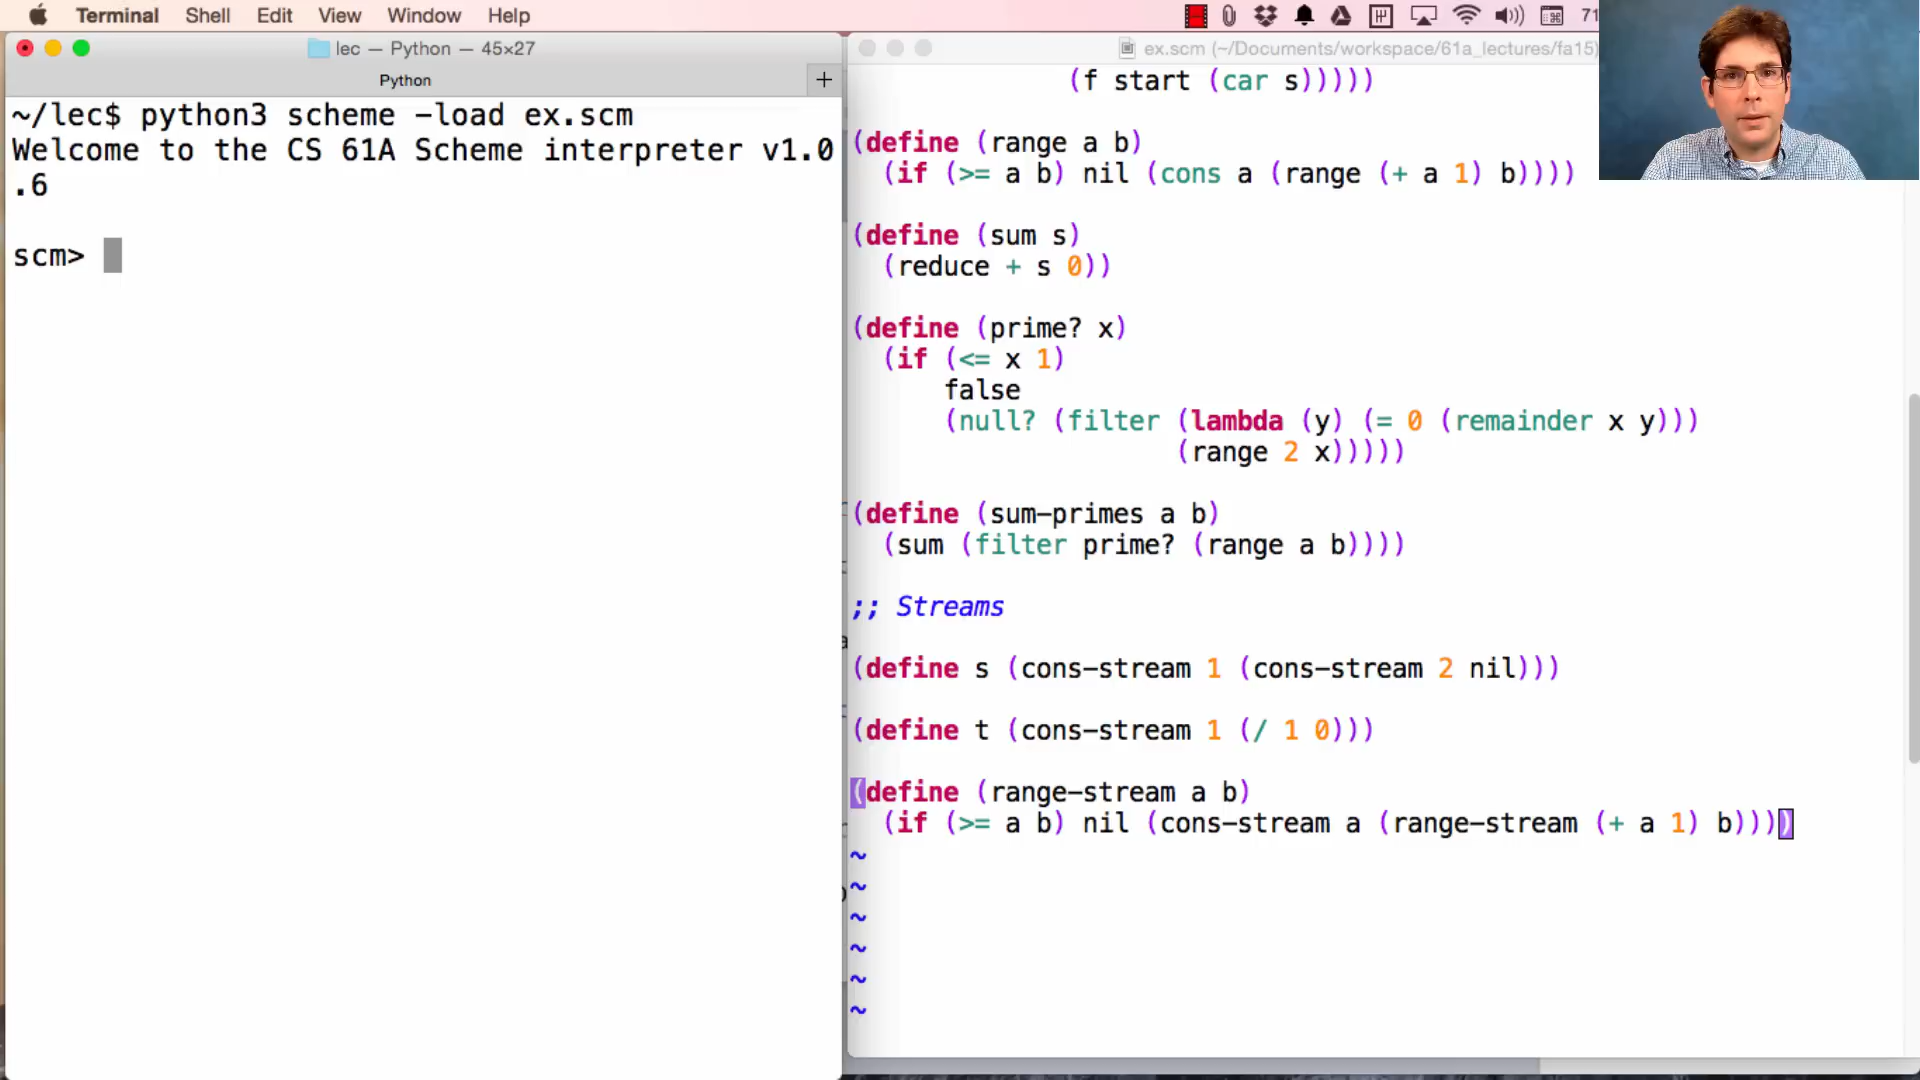 Terminal Shell Edit View Window Help 71
lec — Python — 45×27
Python +
~/lec$ python3 scheme -load ex.scm
Welcome to the CS 61A Scheme interpreter v1.0
.6
scm>
ex.scm (~/Documents/workspace/61a_lectures/fa15)
(f start (car s)))))
(define (range a b)
(if (>= a b) nil (cons a (range (+ a 1) b))))
(define (sum s)
(reduce + s 0))
(define (prime? x)
(if (<= x 1)
false
(null? (filter (lambda (y) (= 0 (remainder x y)))
(range 2 x)))))
(define (sum-primes a b)
(sum (filter prime? (range a b))))
;; Streams
(define s (cons-stream 1 (cons-stream 2 nil)))
(define t (cons-stream 1 (/ 1 0)))
(define (range-stream a b)
(if (>= a b) nil (cons-stream a (range-stream (+ a 1) b))))
~
~
~
~
~
~